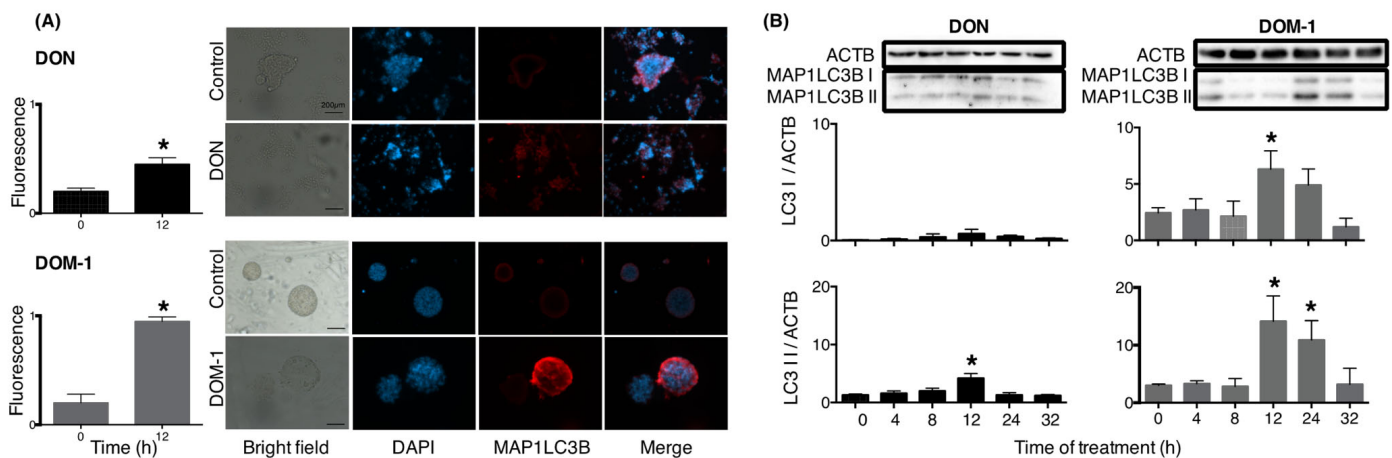 (A)
DON
Fluorescence
1
0
0
12
Control
200µm
DON
DOM-1
Fluorescence
1
0
0
12
Time (h)
Control
DOM-1
Bright field
DAPI
MAP1LC3B
Merge
(B)
DON
DOM-1
ACTB
MAP1LC3B I
MAP1LC3B II
ACTB
MAP1LC3B I
MAP1LC3B II
LC3 I / ACTB
10
5
0
*
10
5
0
*
LC3 II / ACTB
20
10
0
*
0 4 8 12 24 32
20
10
0
* *
0 4 8 12 24 32
Time of treatment (h)